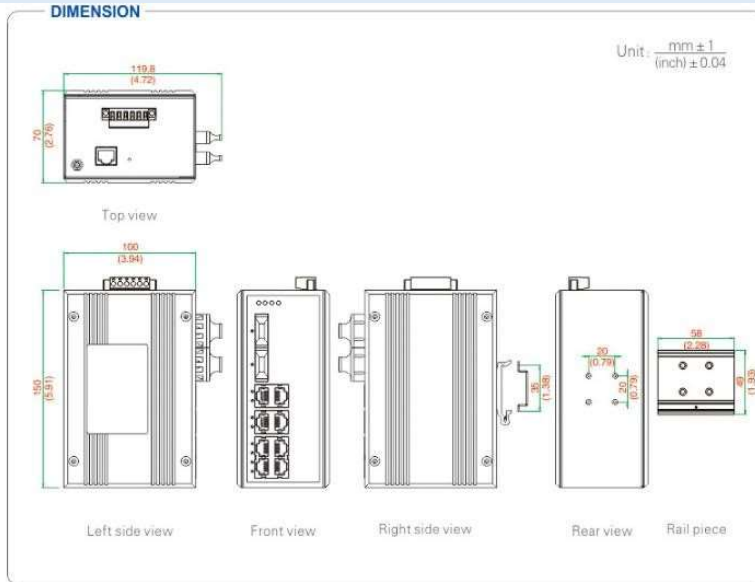 DIMENSION
Unit: mm ± 1
(inch) ± 0.04
119.8
(4.72)
70
(2.76)
Top view
100
(3.94)
150
(5.91)
20
(0.79)
20
(0.79)
35
(1.38)
58
(2.28)
49
(1.93)
Left side view
Front view
Right side view
Rear view
Rail piece